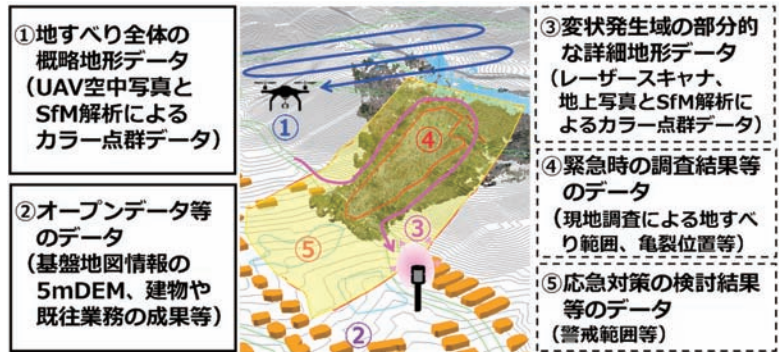 ①地すべり全体の
概略地形データ
(UAV空中写真と
SfM解析による
カラー点群データ)
②オープンデータ等
のデータ
(基盤地図情報の
5mDEM、建物や
既往業務の成果等)
①
④
③
⑤
②
③変状発生域の部分的
な詳細地形データ
(レーザースキャナ、
地上写真とSfM解析に
よるカラー点群データ)
④緊急時の調査結果等
のデータ
(現地調査による地すべ
り範囲、亀裂位置等)
⑤応急対策の検討結果
等のデータ
(警戒範囲等)